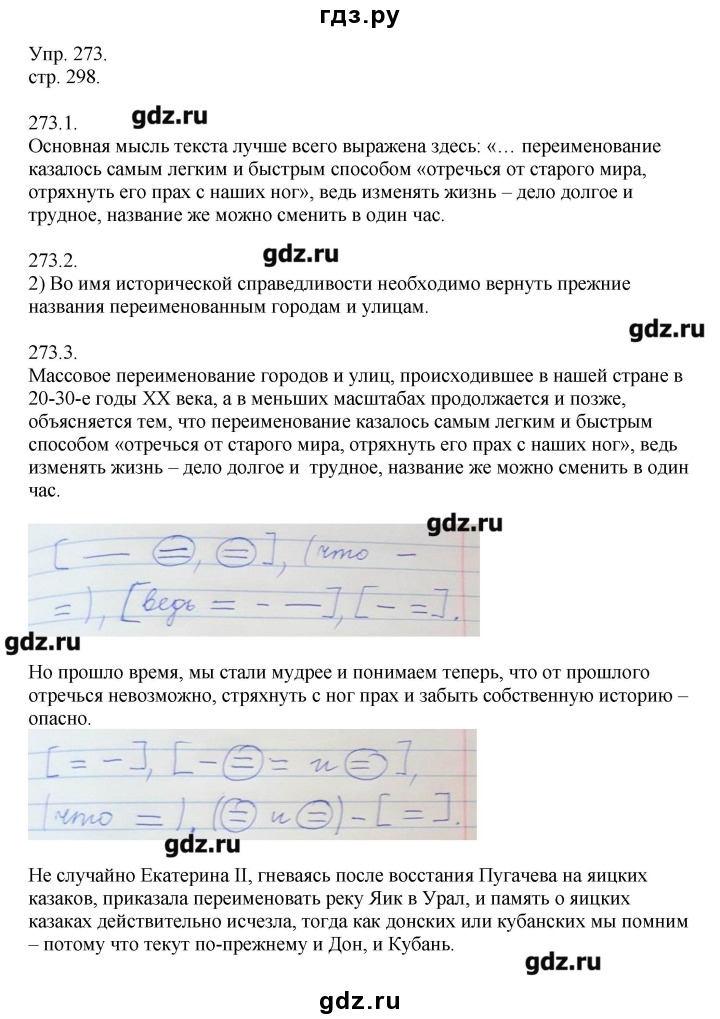 гдз.ру
Упр. 273.
стр. 298.
gdz.ru
273.1.
Основная мысль текста лучше всего выражена здесь: «… переименование
казалось самым легким и быстрым способом «отречься от старого мира,
отряхнуть его прах с наших ног», ведь изменять жизнь – дело долгое и
трудное, название же можно сменить в один час.
gdz.ru
273.2.
2) Во имя исторической справедливости необходимо вернуть прежние
названия переименованным городам и улицам.
gdz.ru
273.3.
Массовое переименование городов и улиц, происходившее в нашей стране в
20-30-е годы XX века, а в меньших масштабах продолжается и позже,
объясняется тем, что переименование казалось самым легким и быстрым
способом «отречься от старого мира, отряхнуть его прах с наших ног», ведь
изменять жизнь – дело долгое и  трудное, название же можно сменить в один
час.
gdz.ru
[ — =, = ], (что –
=), [ведь = - —], [ - = ].
gdz.ru
Но прошло время, мы стали мудрее и понимаем теперь, что от прошлого
отречься невозможно, стряхнуть с ног прах и забыть собственную историю –
опасно.
[ = - ], [ - = = и = ],
(что = ), ( = и = ) – [ = ].
gdz.ru
Не случайно Екатерина II, гневаясь после восстания Пугачева на яицких
казаков, приказала переименовать реку Яик в Урал, и память о яицких
казаках действительно исчезла, тогда как донских или кубанских мы помним
– потому что текут по-прежнему и Дон, и Кубань.
gdz.ru
gdz.ru